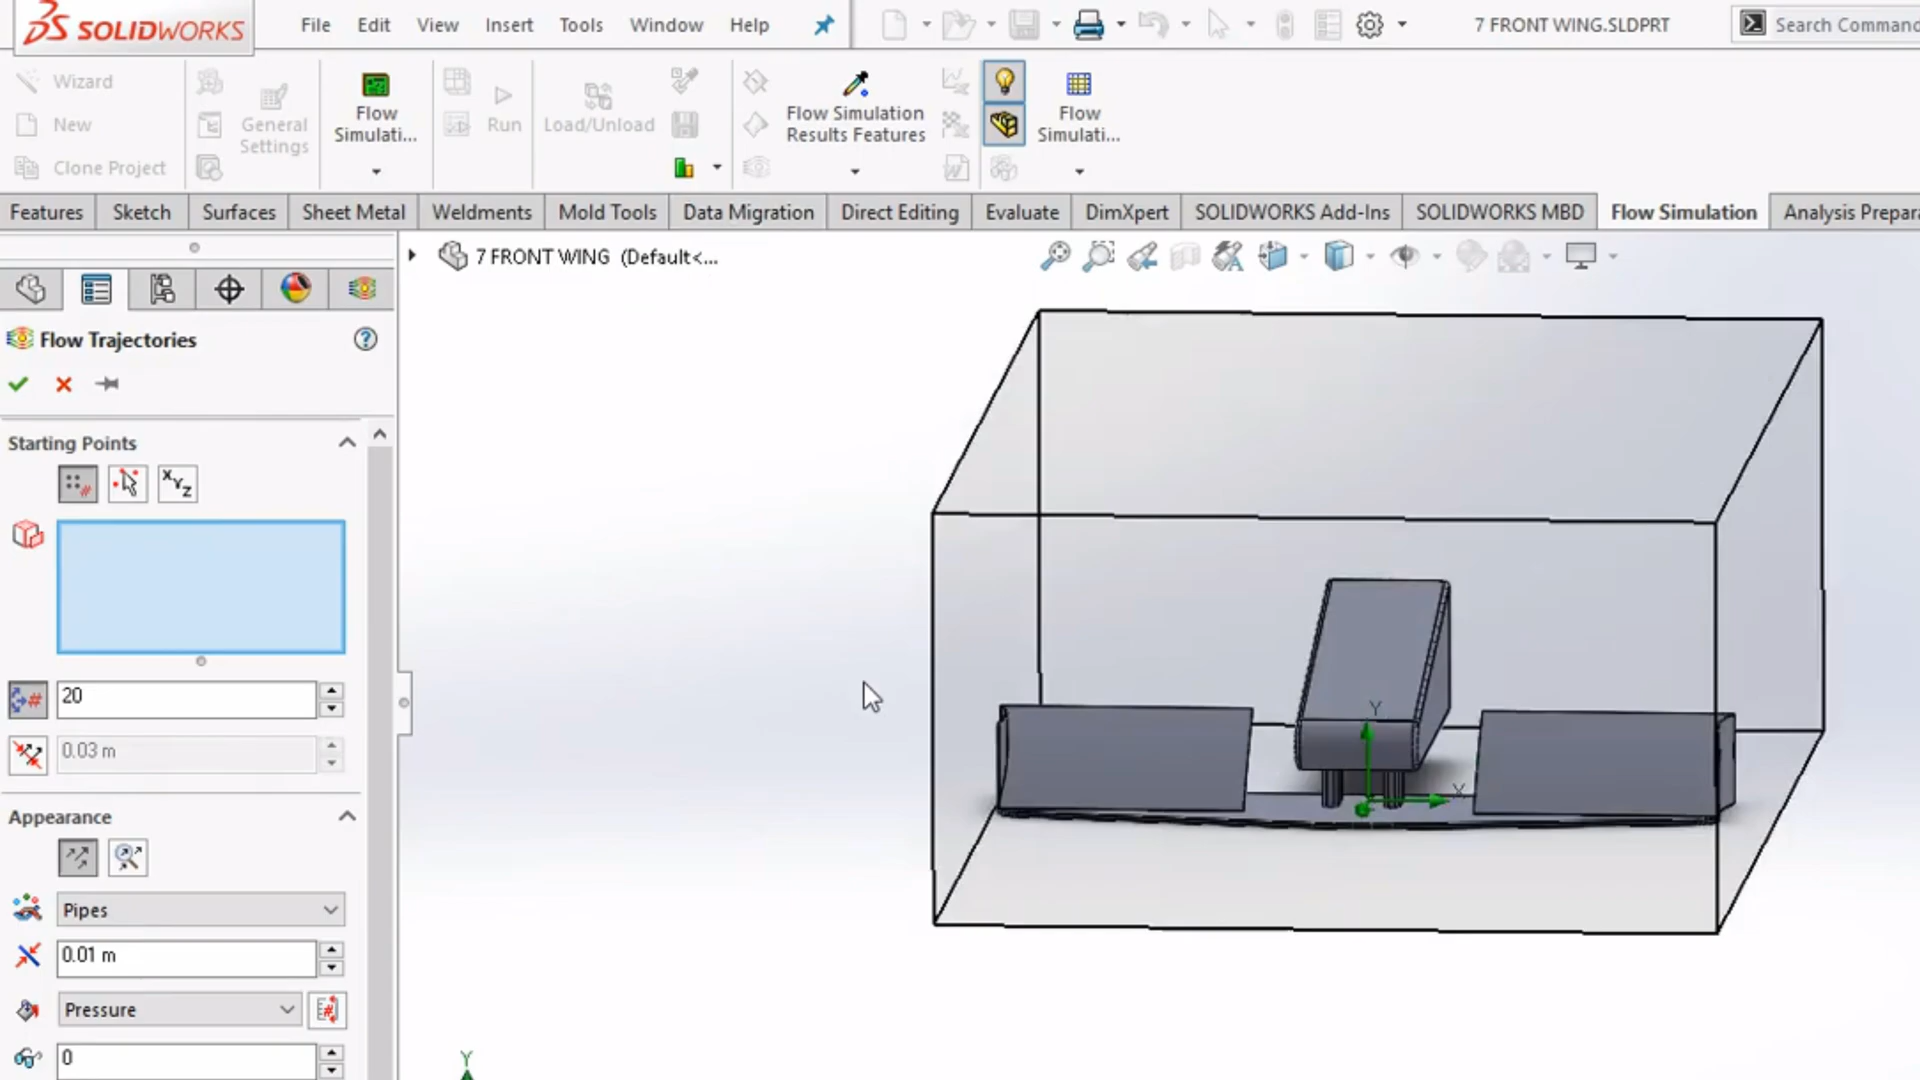 SOLIDWORKS
File Edit View Insert Tools Window Help
7 FRONT WING.SLDPRT
Search Comman
Wizard
New
Clone Project
General
Settings
Flow
Simulati...
Run
Load/Unload
Flow Simulation
Results Features
Flow
Simulati...
Features Sketch Surfaces Sheet Metal Weldments Mold Tools Data Migration Direct Editing Evaluate DimXpert SOLIDWORKS Add-Ins SOLIDWORKS MBD Flow Simulation Analysis Prepara
7 FRONT WING (Default<...
Flow Trajectories
Starting Points
X Y Z
20
0.03 m
Appearance
Pipes
0.01 m
Pressure
0
Y
X
Y